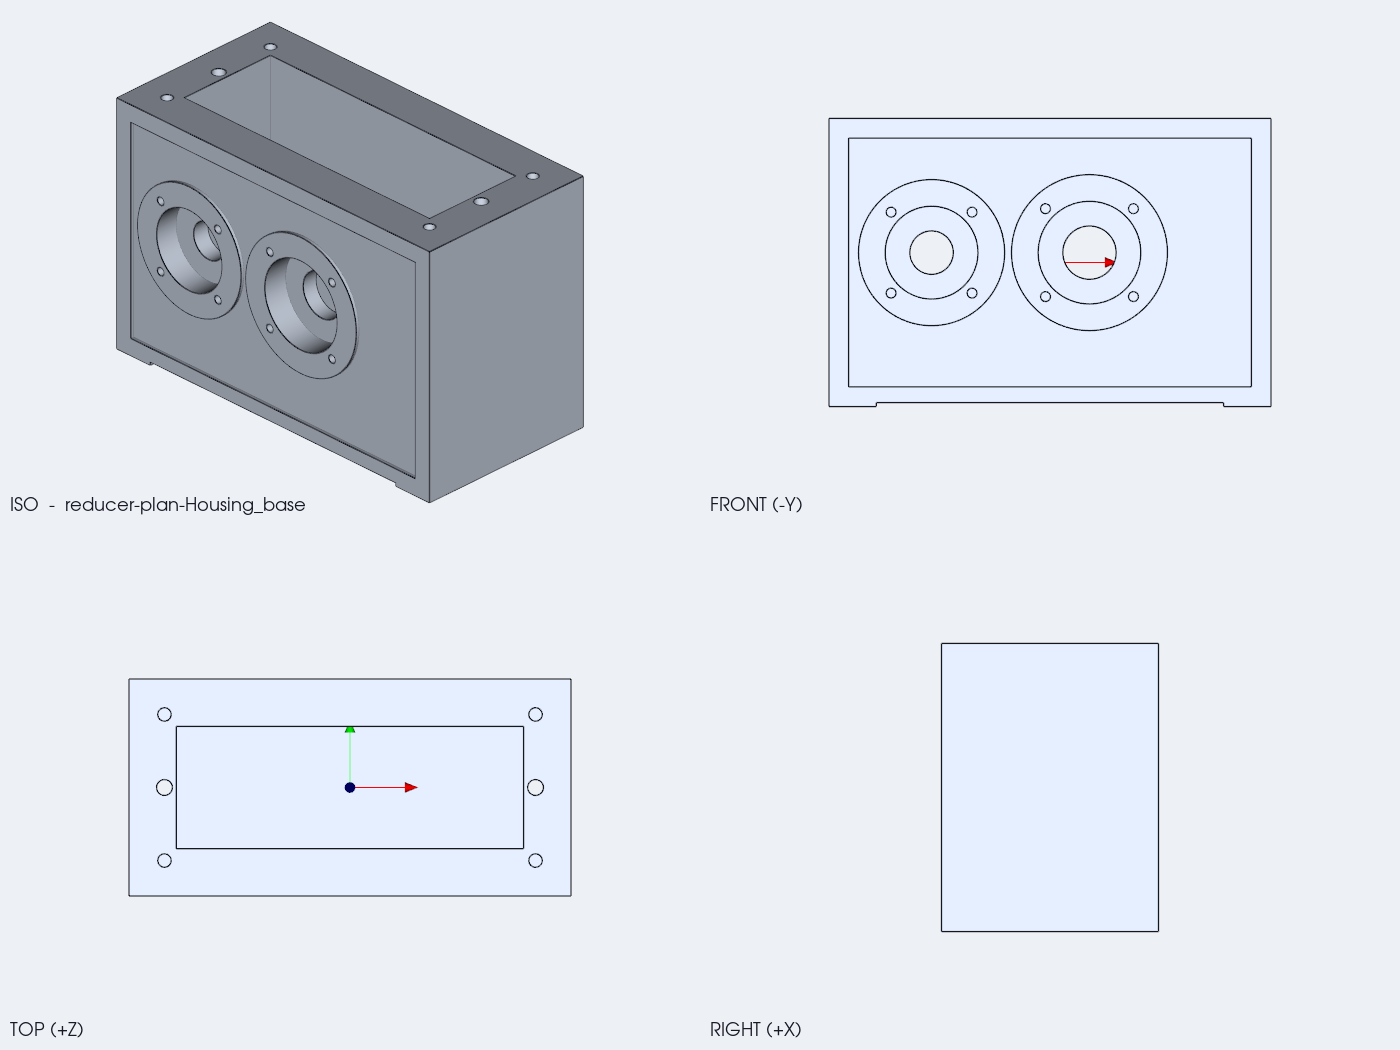 ISO  -  reducer-plan-Housing_base
FRONT (-Y)
TOP (+Z)
RIGHT (+X)